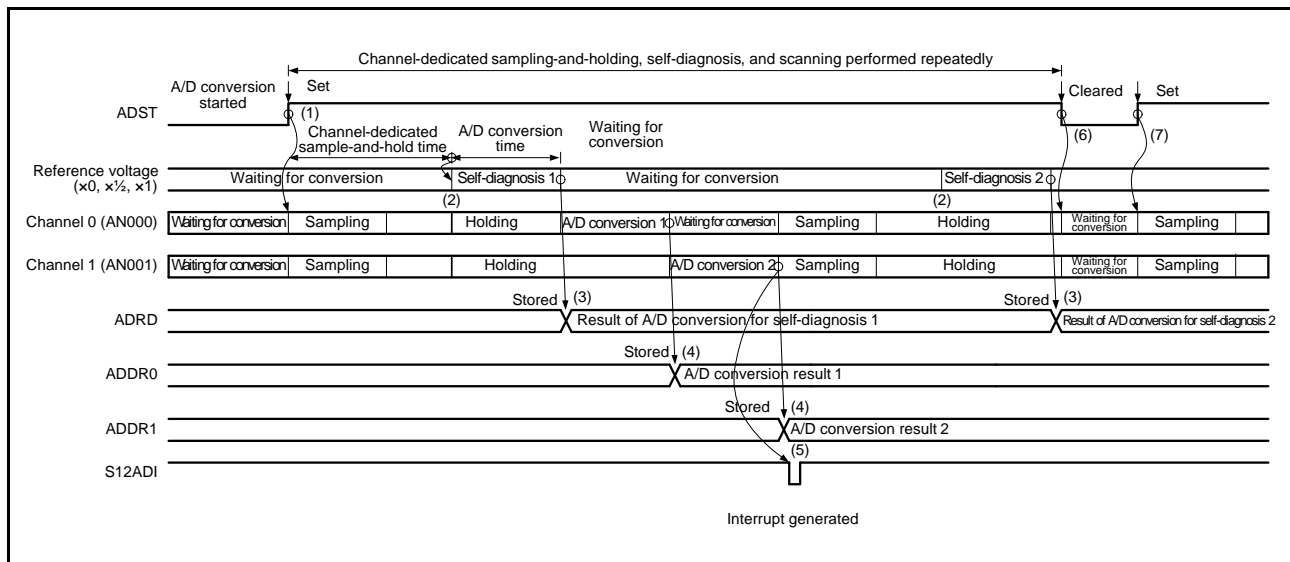 Channel-dedicated sampling-and-holding, self-diagnosis, and scanning performed repeatedly
A/D conversion
started
Set
Cleared
Set
ADST
(1)
(6)
(7)
Channel-dedicated
sample-and-hold time
A/D conversion
time
Waiting for
conversion
Reference voltage
(×0, ×½, ×1)
Waiting for conversion
Self-diagnosis 1
Waiting for conversion
Self-diagnosis 2
(2)
(2)
Channel 0 (AN000)
Waiting for conversion
Sampling
Holding
A/D conversion 1
Waiting for conversion
Sampling
Holding
Waiting for
conversion
Sampling
Channel 1 (AN001)
Waiting for conversion
Sampling
Holding
A/D conversion 2
Sampling
Holding
Waiting for
conversion
Sampling
Stored
(3)
Stored
(3)
ADRD
Result of A/D conversion for self-diagnosis 1
Result of A/D conversion for self-diagnosis 2
Stored
(4)
ADDR0
A/D conversion result 1
Stored
(4)
ADDR1
A/D conversion result 2
(5)
S12ADI
Interrupt generated